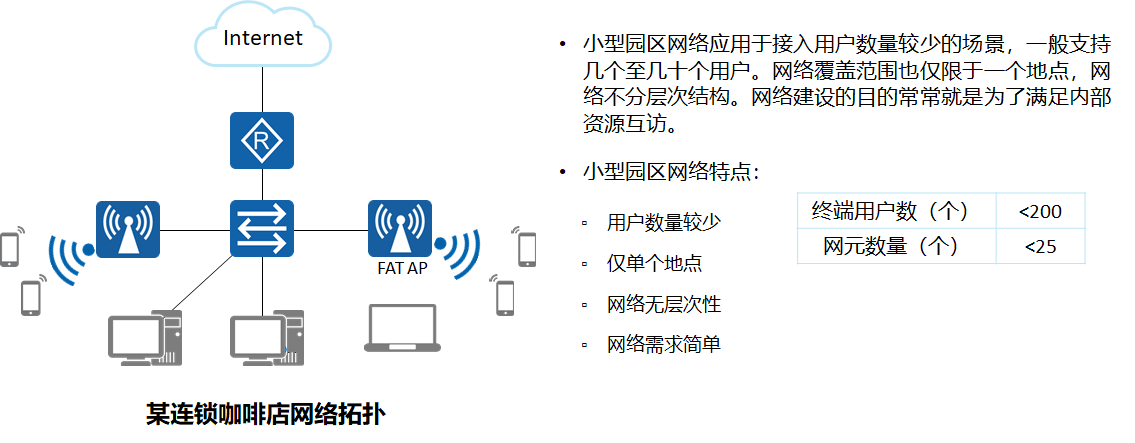 Internet
R
FAT AP
某连锁咖啡店网络拓扑
• 小型园区网络应用于接入用户数量较少的场景，一般支持
几个至几十个用户。网络覆盖范围也仅限于一个地点，网
络不分层次结构。网络建设的目的常常就是为了满足内部
资源互访。
• 小型园区网络特点：
▫ 用户数量较少
▫ 仅单个地点
▫ 网络无层次性
▫ 网络需求简单
终端用户数（个） <200
网元数量（个） <25